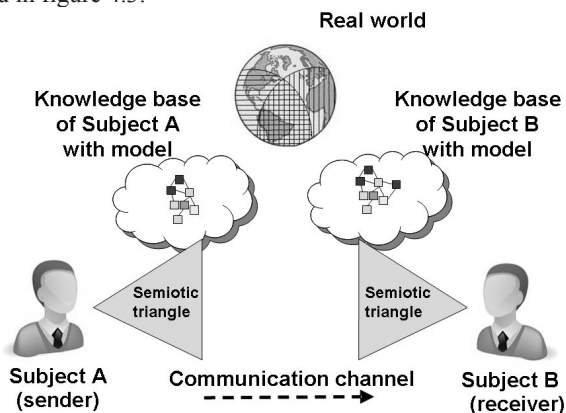 d in figure 4.3.
Real world
Knowledge base
of Subject A
with model
Knowledge base
of Subject B
with model
Semiotic
triangle
Semiotic
triangle
Subject A
(sender)
Communication channel
Subject B
(receiver)